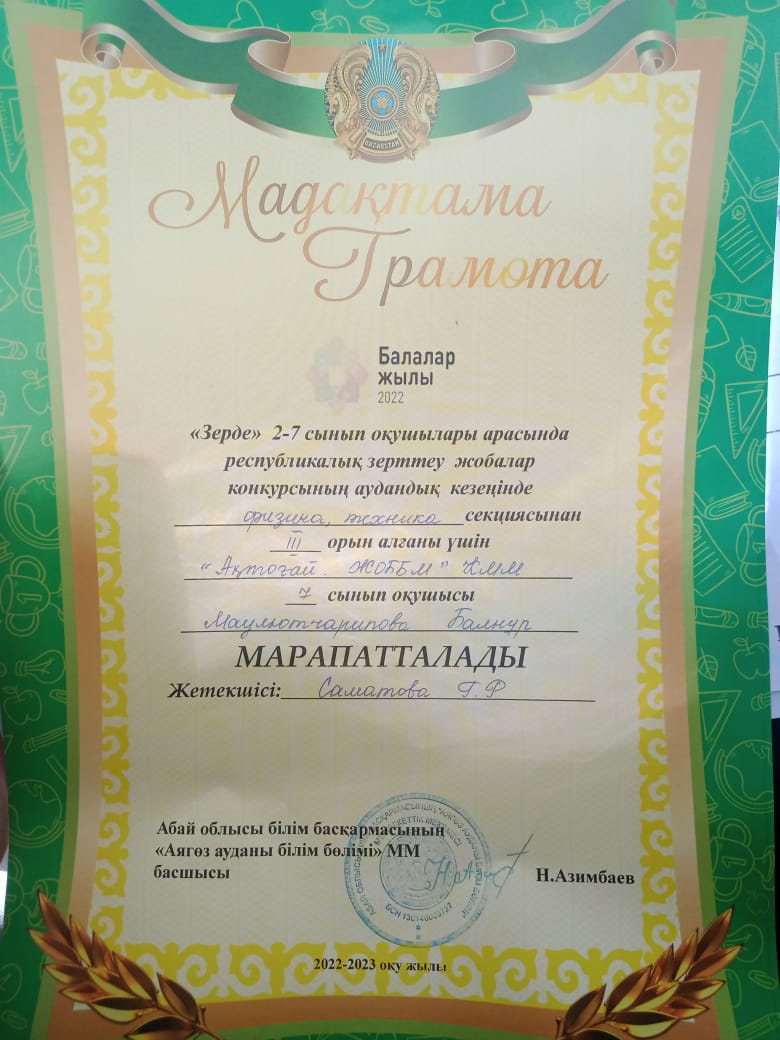 QAZAQSTAN
Мадақтама
Грамота
Балалар
жылы
2022
«Зерде» 2-7 сынып оқушылары арасында
республикалық зерттеу жобалар
конкурсының аудандық кезеңінде
физика, техника секциясынан
III орын алғаны үшін
"Ақтоғай. ЖОББМ" КММ
7 сынып оқушысы
Маулютчарипова Балнұр
МАРАПАТТАЛАДЫ
Жетекшісі: Саматова Г.Р
Абай облысы білім басқармасының
«Аягөз ауданы білім бөлімі» ММ
басшысы
Н.Азимбаев
2022-2023 оқу жылы